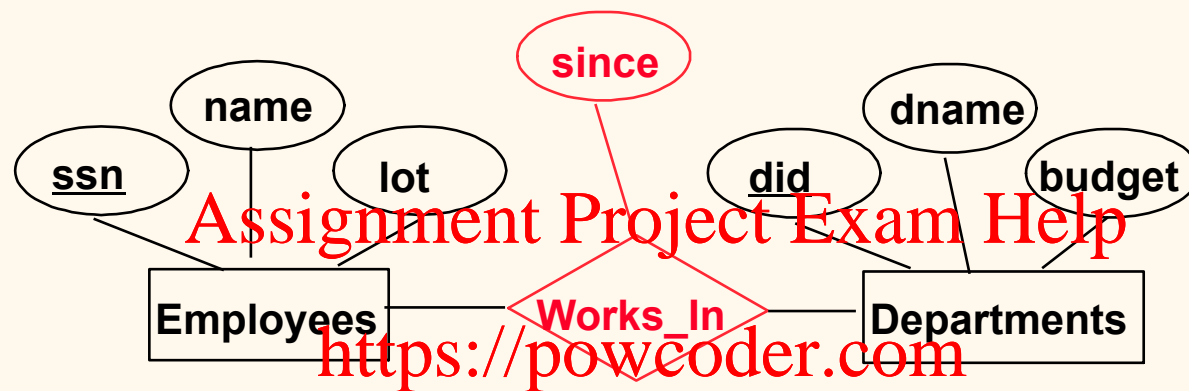 since
name
dname
ssn
lot
did
budget
Assignment Project Exam Help
Employees
Works_In
Departments
https://powcoder.com